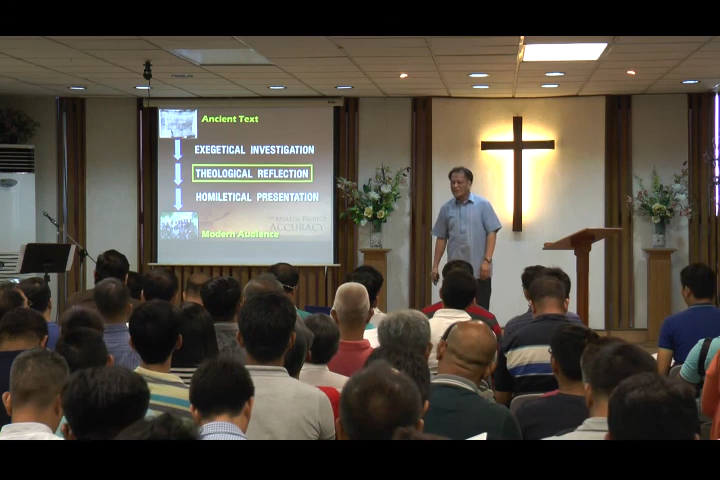 Ancient Text
EXEGETICAL INVESTIGATION
THEOLOGICAL REFLECTION
HOMILETICAL PRESENTATION
ACCURACY
Modern Audience